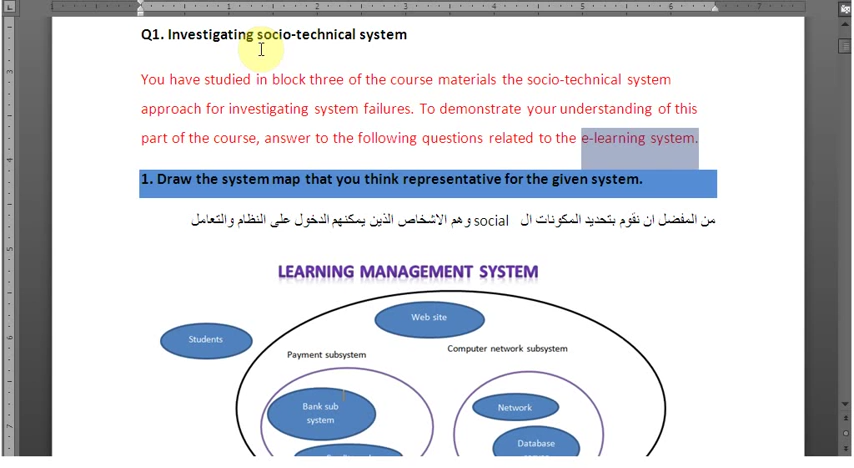 Q1. Investigating socio-technical system
You have studied in block three of the course materials the socio-technical system
approach for investigating system failures. To demonstrate your understanding of this
part of the course, answer to the following questions related to the e-learning system.
1. Draw the system map that you think representative for the given system.
من المفضل ان نقوم بتحديد المكونات ال social وهم الاشخاص الذين يمكنهم الدخول على النظام والتعامل
LEARNING MANAGEMENT SYSTEM
Web site
Students
Computer network subsystem
Payment subsystem
Bank sub
system
Network
Database